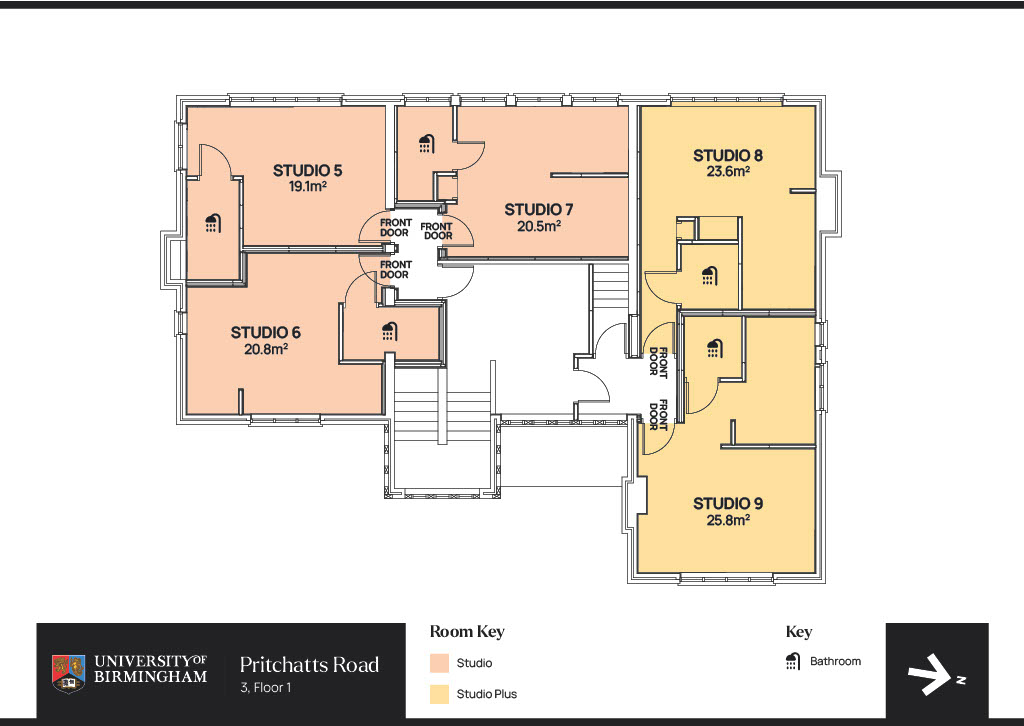 STUDIO 5
19.1m²
STUDIO 7
20.5m²
STUDIO 8
23.6m²
FRONT
DOOR
FRONT
DOOR
FRONT
DOOR
STUDIO 6
20.8m²
FRONT
DOOR
FRONT
DOOR
STUDIO 9
25.8m²
UNIVERSITY OF
BIRMINGHAM
Pritchatts Road
3, Floor 1
Room Key
Studio
Studio Plus
Key
Bathroom
N